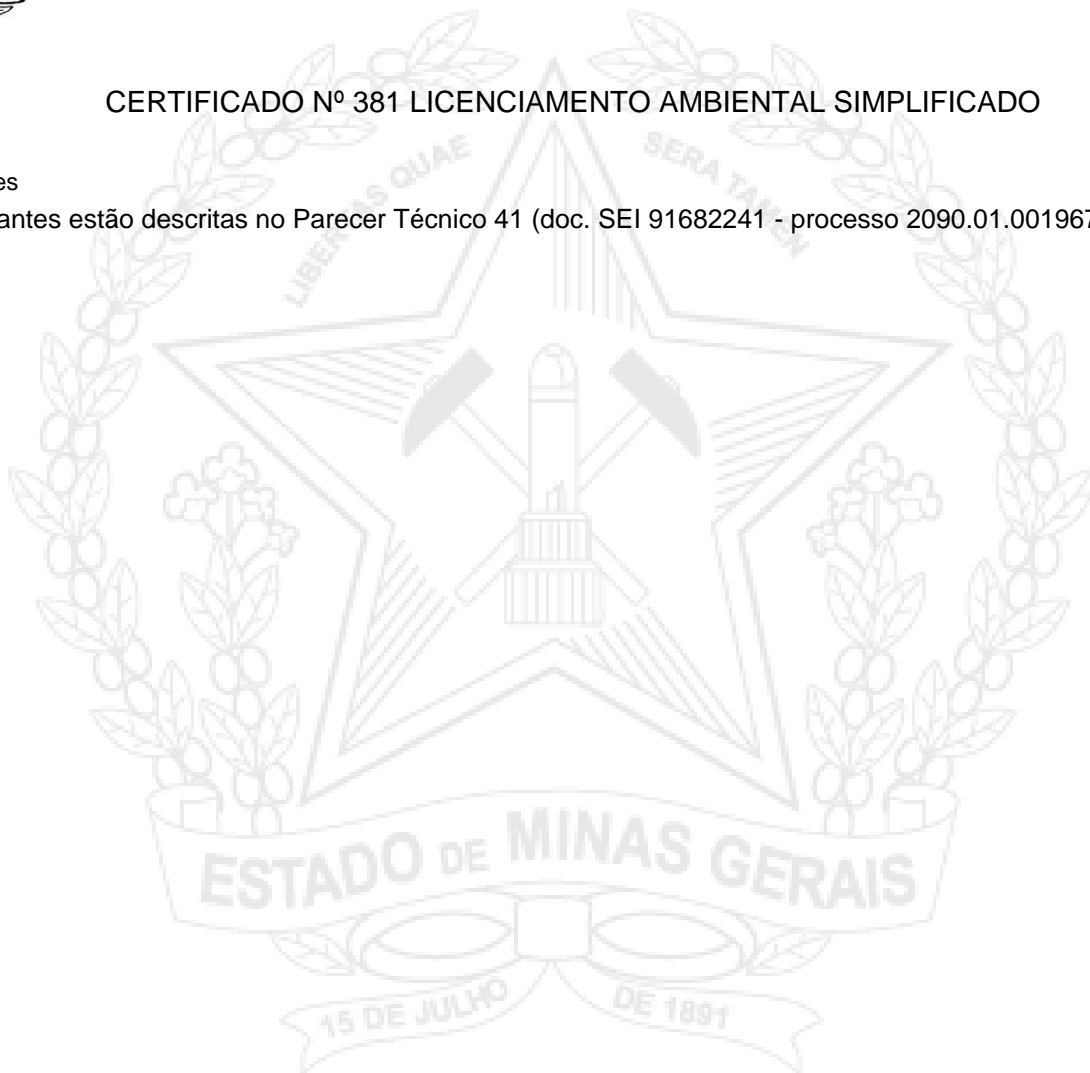 CERTIFICADO Nº 381 LICENCIAMENTO AMBIENTAL SIMPLIFICADO
es
antes estão descritas no Parecer Técnico 41 (doc. SEI 91682241 - processo 2090.01.001967
LIBERTAS QUAE SERA TAMEN
ESTADO DE MINAS GERAIS
15 DE JULHO DE 1891